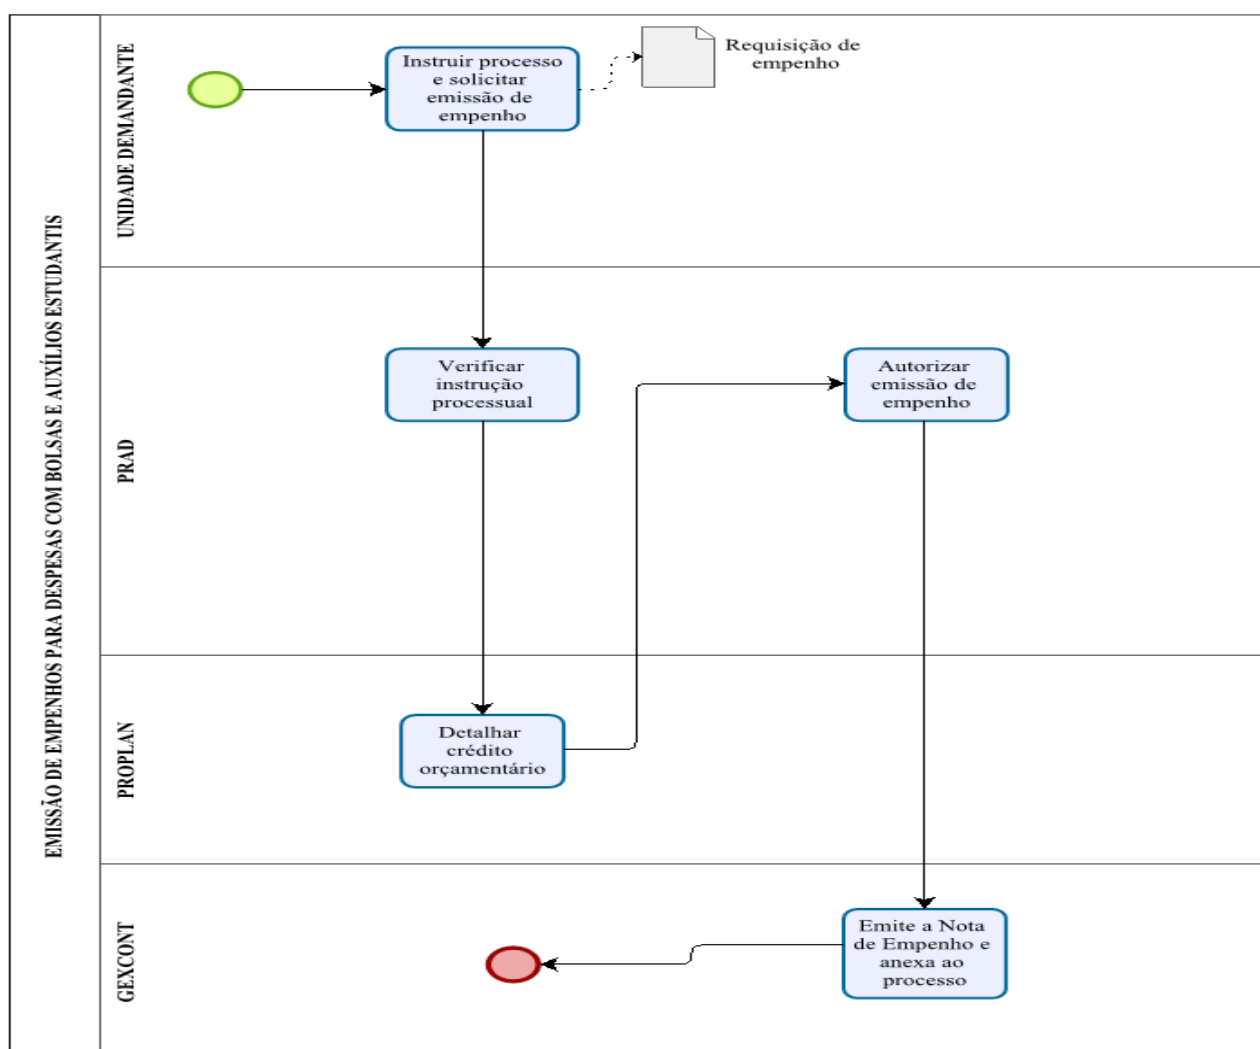 EMISSÃO DE EMPENHOS PARA DESPESAS COM BOLSAS E AUXÍLIOS ESTUDANTIS
UNIDADE DEMANDANTE
Instruir processo
e solicitar
emissão de
empenho
Requisição de
empenho
PRAD
Verificar
instrução
processual
Autorizar
emissão de
empenho
PROPLAN
Detalhar
crédito
orçamentário
GEXCONT
Emite a Nota
de Empenho e
anexa ao
processo